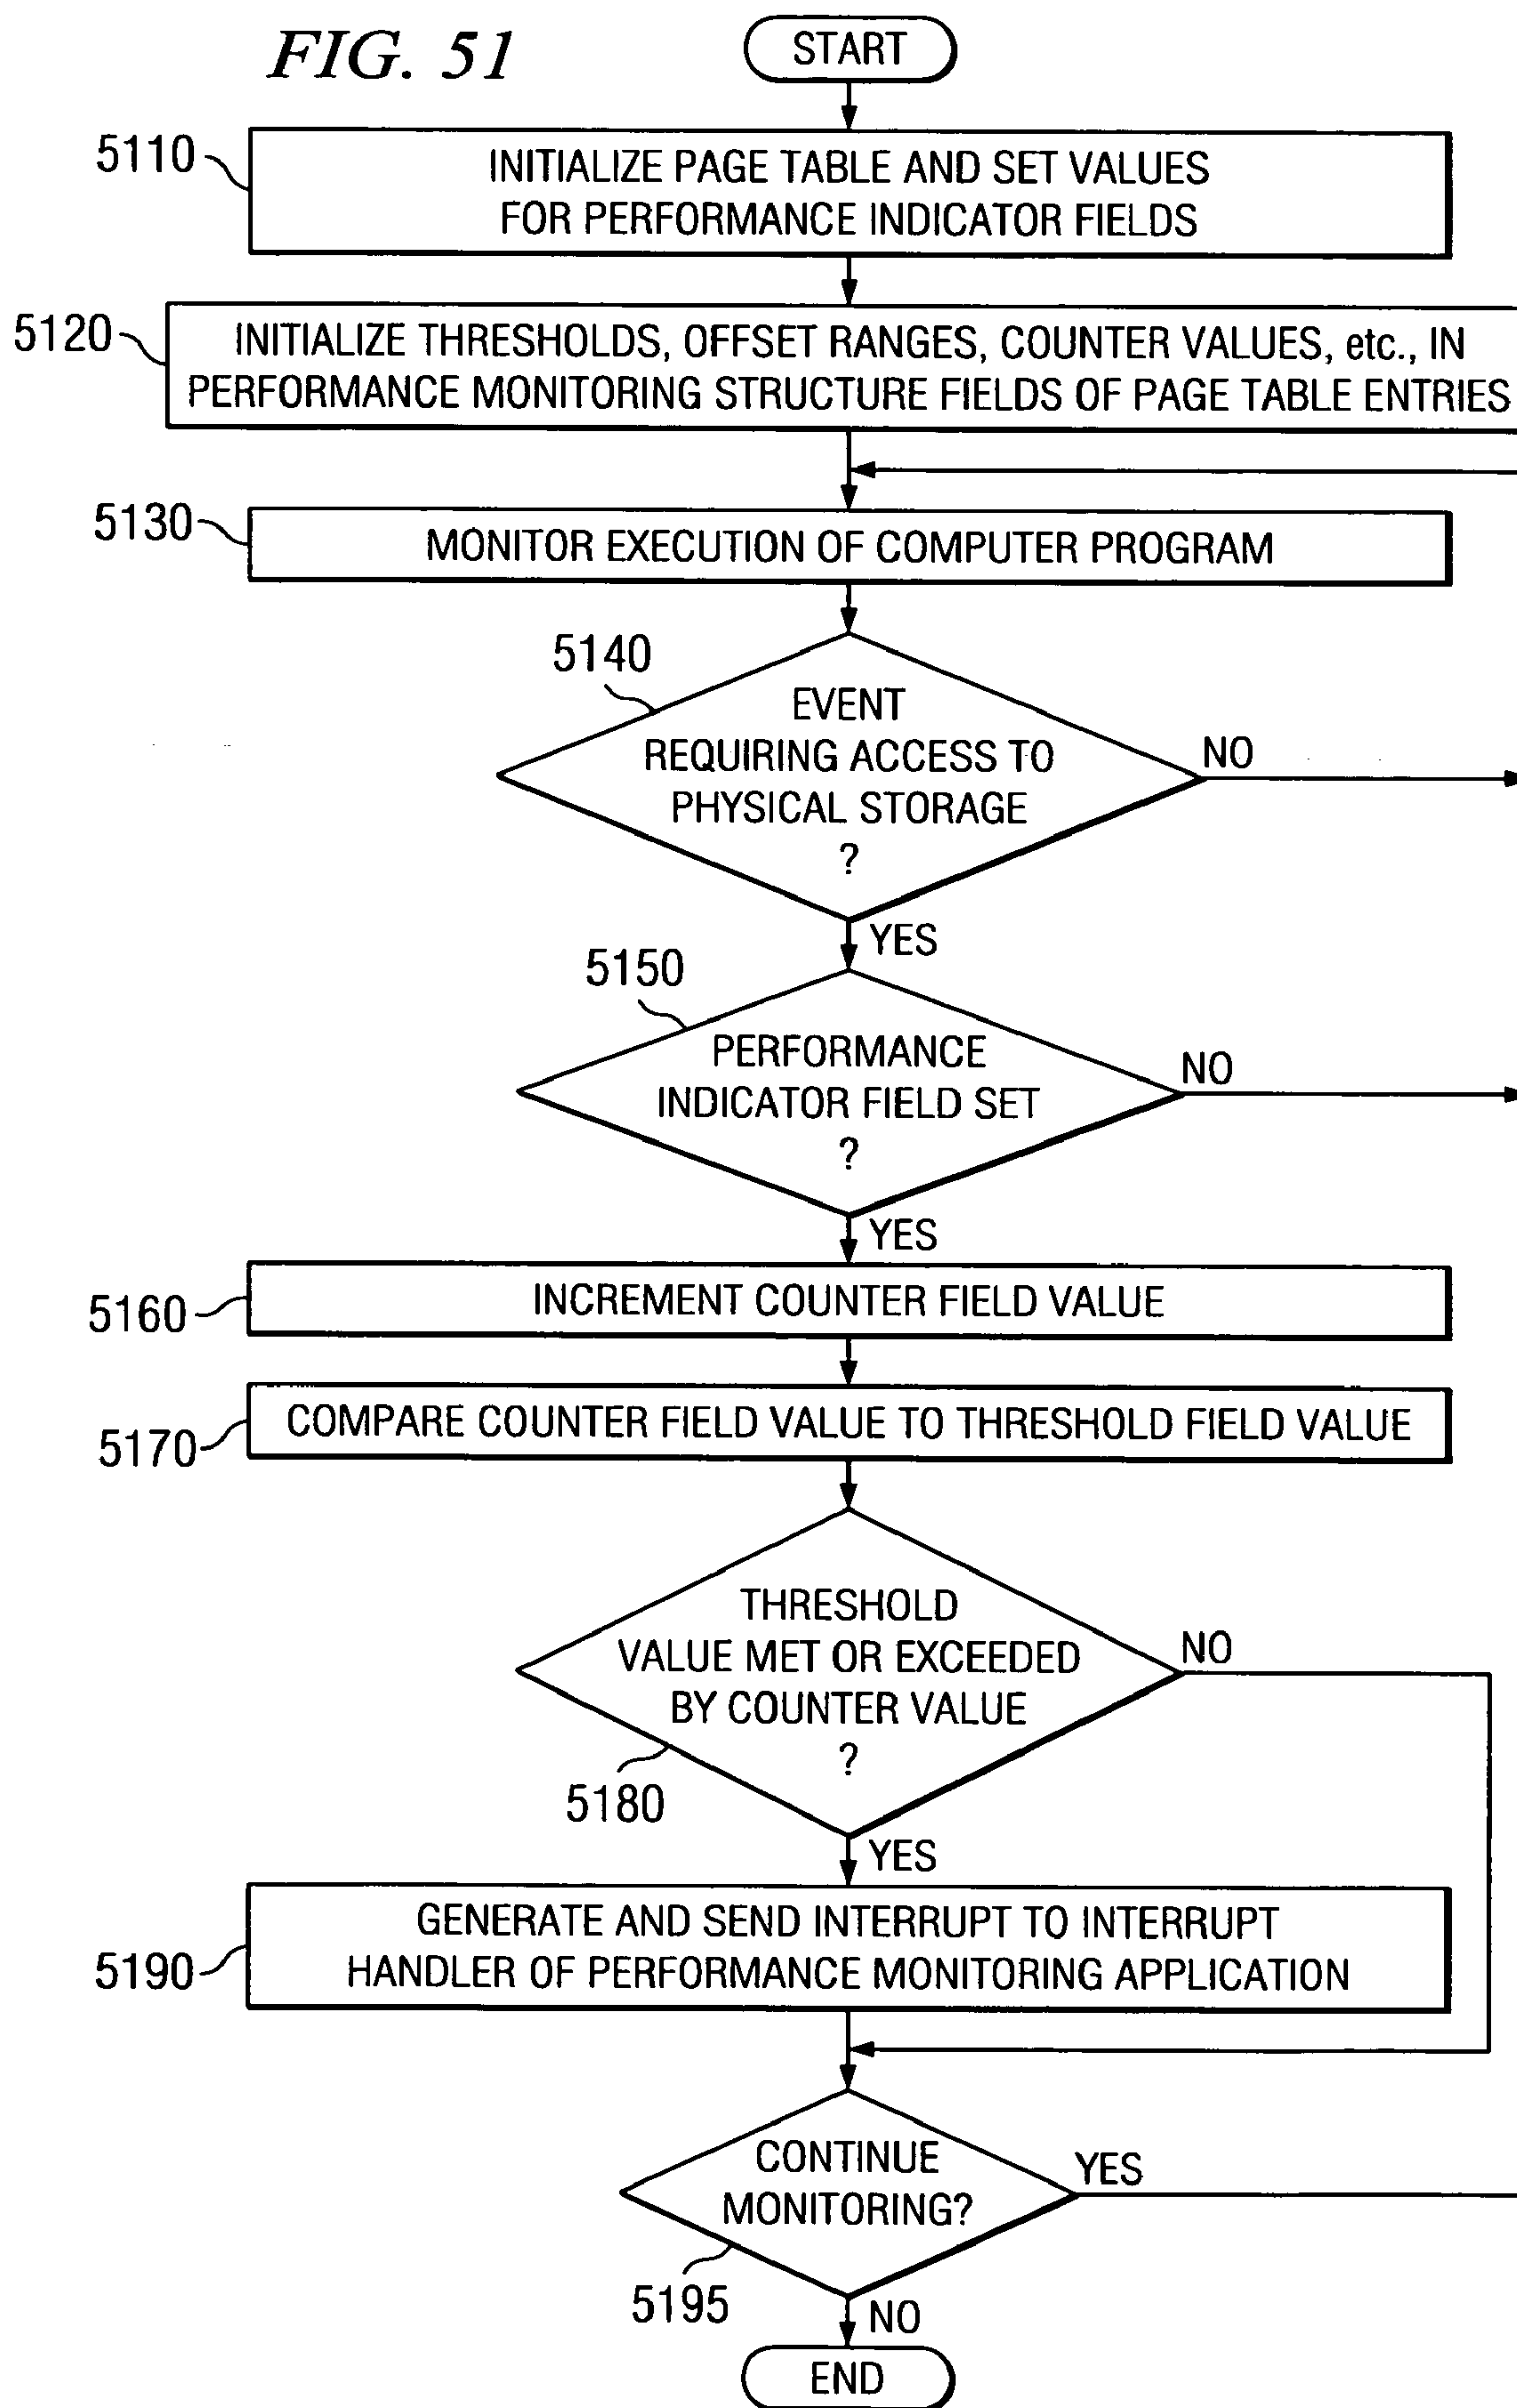 FIG. 51
START
5110
INITIALIZE PAGE TABLE AND SET VALUES
FOR PERFORMANCE INDICATOR FIELDS
5120
INITIALIZE THRESHOLDS, OFFSET RANGES, COUNTER VALUES, etc., IN
PERFORMANCE MONITORING STRUCTURE FIELDS OF PAGE TABLE ENTRIES
5130
MONITOR EXECUTION OF COMPUTER PROGRAM
5140
EVENT
REQUIRING ACCESS TO
PHYSICAL STORAGE
?
NO
YES
5150
PERFORMANCE
INDICATOR FIELD SET
?
NO
YES
5160
INCREMENT COUNTER FIELD VALUE
5170
COMPARE COUNTER FIELD VALUE TO THRESHOLD FIELD VALUE
THRESHOLD
VALUE MET OR EXCEEDED
BY COUNTER VALUE
?
NO
5180
YES
5190
GENERATE AND SEND INTERRUPT TO INTERRUPT
HANDLER OF PERFORMANCE MONITORING APPLICATION
CONTINUE
MONITORING?
YES
5195
NO
END